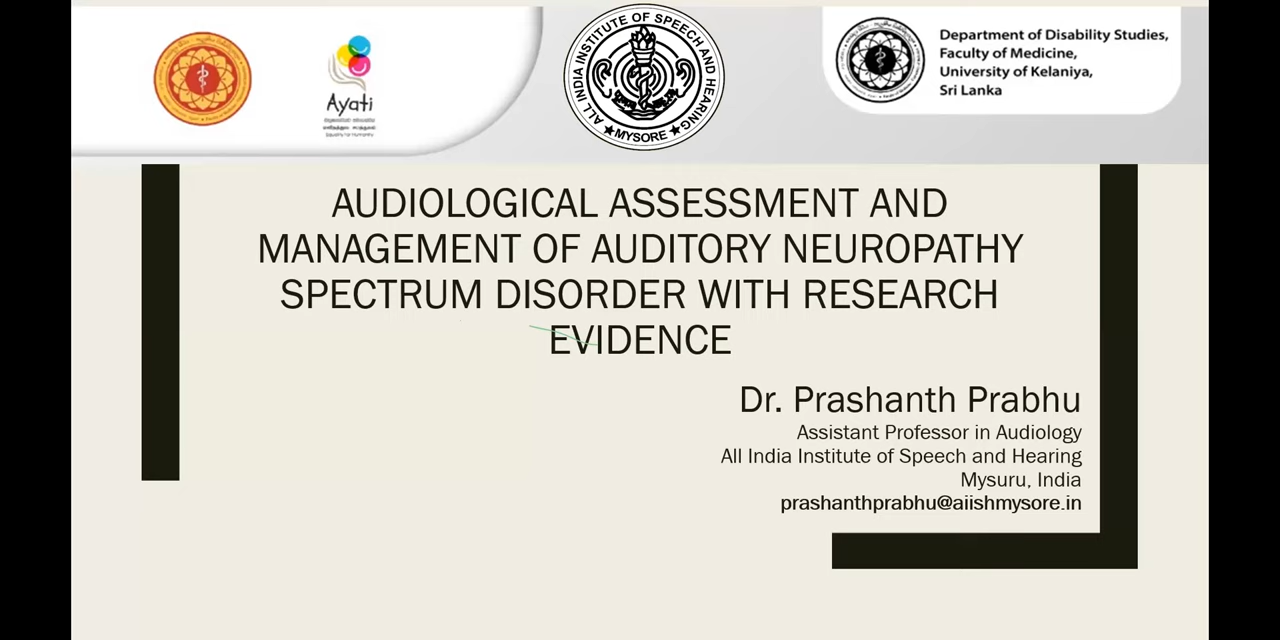 ALL INDIA INSTITUTE OF SPEECH AND HEARING
MYSORE
Ayati
Department of Disability Studies,
Faculty of Medicine,
University of Kelaniya,
Sri Lanka
AUDIOLOGICAL ASSESSMENT AND
MANAGEMENT OF AUDITORY NEUROPATHY
SPECTRUM DISORDER WITH RESEARCH
EVIDENCE
Dr. Prashanth Prabhu
Assistant Professor in Audiology
All India Institute of Speech and Hearing
Mysuru, India
prashanthprabhu@aiishmysore.in